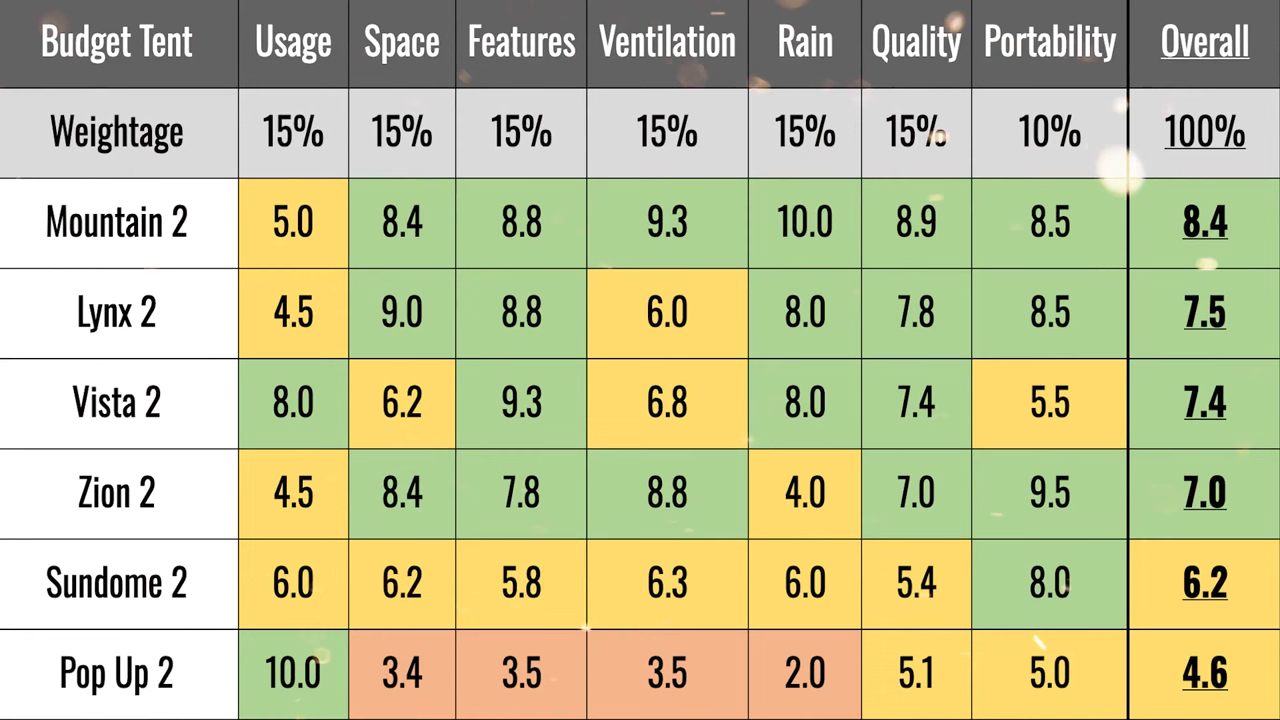 Budget Tent Usage Space Features Ventilation Rain Quality Portability Overall
Weightage 15% 15% 15% 15% 15% 15% 10% 100%
Mountain 2 5.0 8.4 8.8 9.3 10.0 8.9 8.5 8.4
Lynx 2 4.5 9.0 8.8 6.0 8.0 7.8 8.5 7.5
Vista 2 8.0 6.2 9.3 6.8 8.0 7.4 5.5 7.4
Zion 2 4.5 8.4 7.8 8.8 4.0 7.0 9.5 7.0
Sundome 2 6.0 6.2 5.8 6.3 6.0 5.4 8.0 6.2
Pop Up 2 10.0 3.4 3.5 3.5 2.0 5.1 5.0 4.6